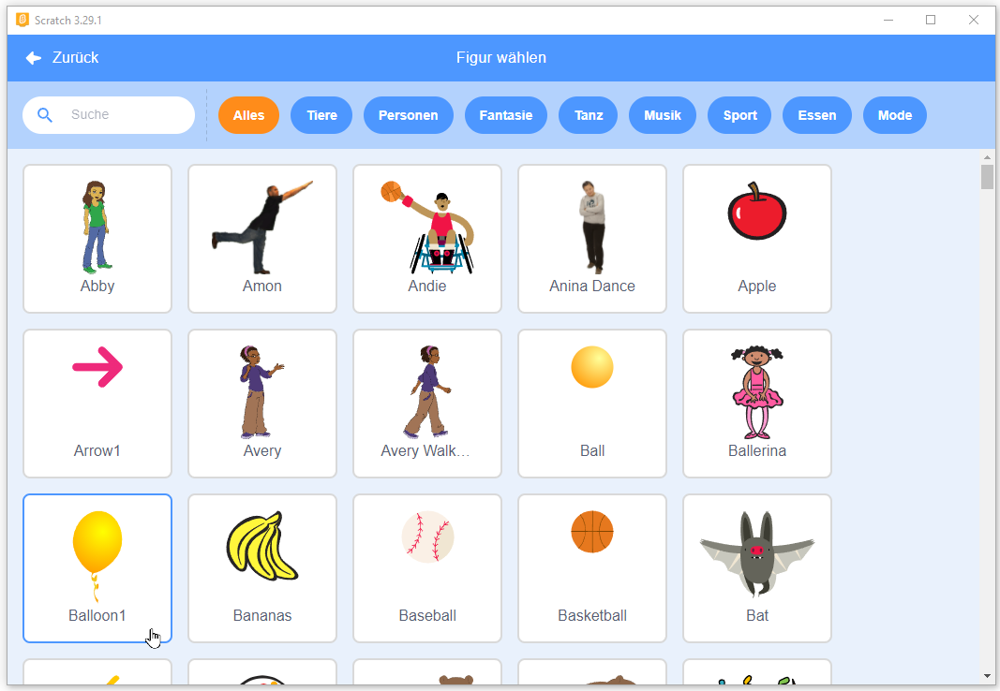 Scratch 3.29.1
Zurück
Figur wählen
Suche
Alles
Tiere
Personen
Fantasie
Tanz
Musik
Sport
Essen
Mode
Abby
Amon
Andie
Anina Dance
Apple
Arrow1
Avery
Avery Walk...
Ball
Ballerina
Balloon1
Bananas
Baseball
Basketball
Bat